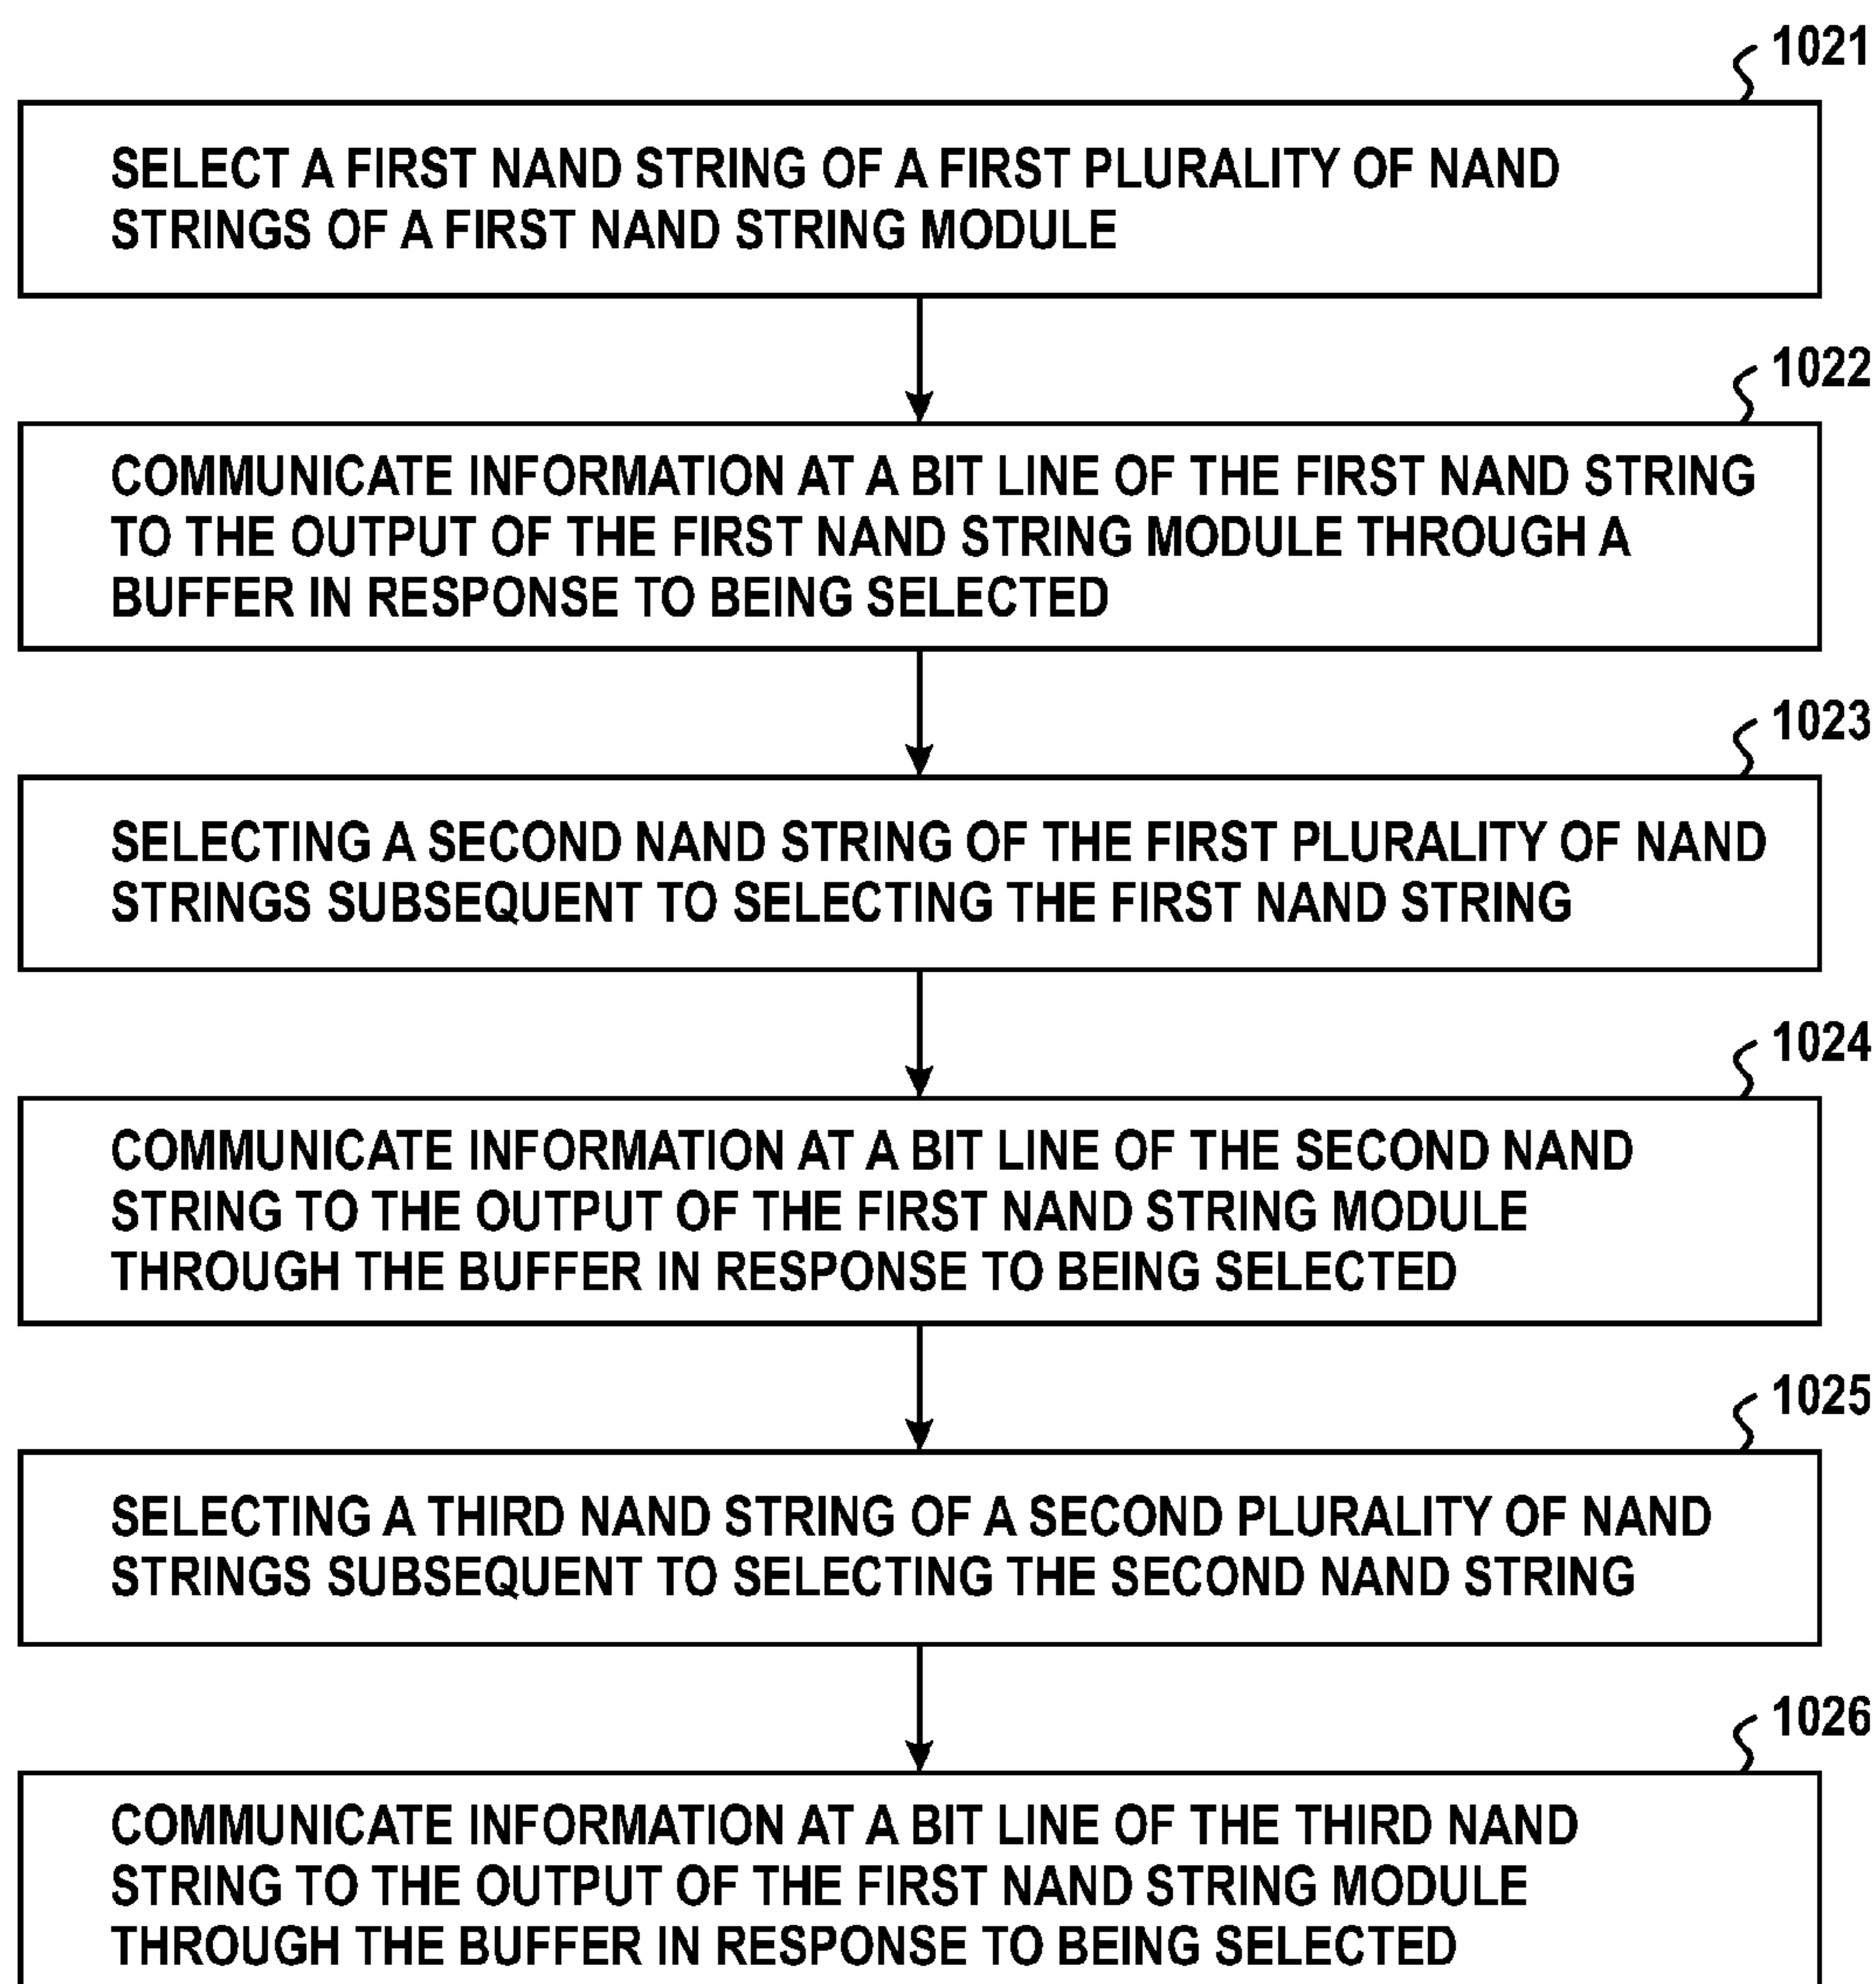 1021
SELECT A FIRST NAND STRING OF A FIRST PLURALITY OF NAND
STRINGS OF A FIRST NAND STRING MODULE
1022
COMMUNICATE INFORMATION AT A BIT LINE OF THE FIRST NAND STRING
TO THE OUTPUT OF THE FIRST NAND STRING MODULE THROUGH A
BUFFER IN RESPONSE TO BEING SELECTED
1023
SELECTING A SECOND NAND STRING OF THE FIRST PLURALITY OF NAND
STRINGS SUBSEQUENT TO SELECTING THE FIRST NAND STRING
1024
COMMUNICATE INFORMATION AT A BIT LINE OF THE SECOND NAND
STRING TO THE OUTPUT OF THE FIRST NAND STRING MODULE
THROUGH THE BUFFER IN RESPONSE TO BEING SELECTED
1025
SELECTING A THIRD NAND STRING OF A SECOND PLURALITY OF NAND
STRINGS SUBSEQUENT TO SELECTING THE SECOND NAND STRING
1026
COMMUNICATE INFORMATION AT A BIT LINE OF THE THIRD NAND
STRING TO THE OUTPUT OF THE FIRST NAND STRING MODULE
THROUGH THE BUFFER IN RESPONSE TO BEING SELECTED